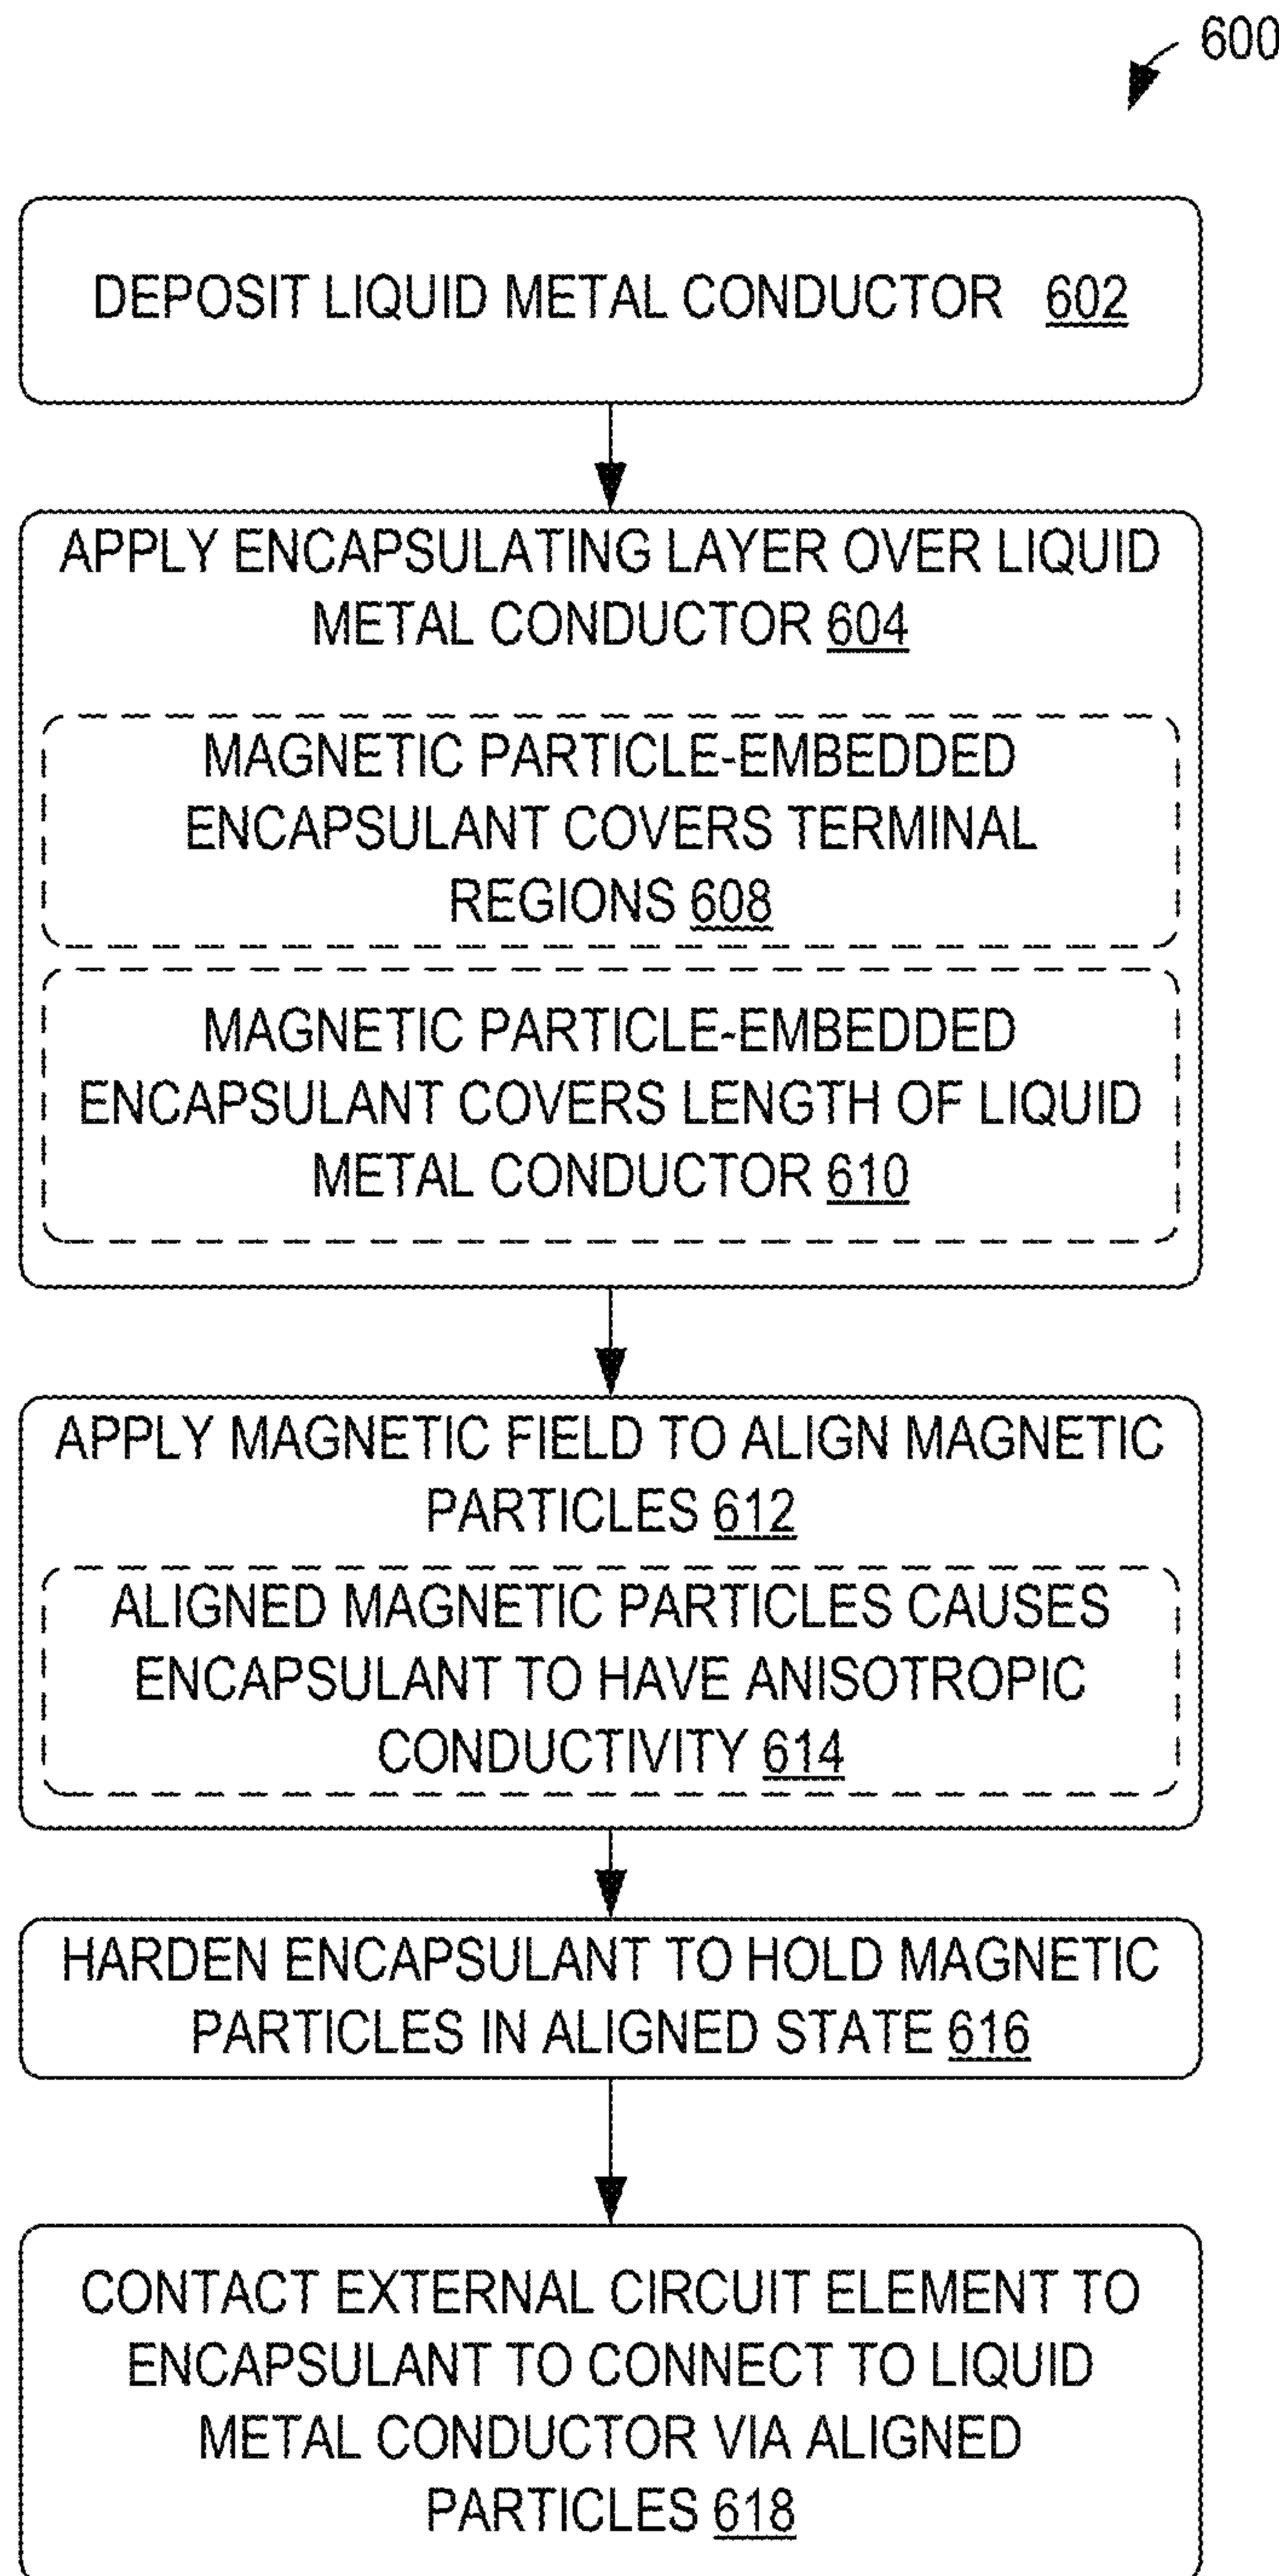 600
DEPOSIT LIQUID METAL CONDUCTOR 602
APPLY ENCAPSULATING LAYER OVER LIQUID
METAL CONDUCTOR 604
MAGNETIC PARTICLE-EMBEDDED
ENCAPSULANT COVERS TERMINAL
REGIONS 608
MAGNETIC PARTICLE-EMBEDDED
ENCAPSULANT COVERS LENGTH OF LIQUID
METAL CONDUCTOR 610
APPLY MAGNETIC FIELD TO ALIGN MAGNETIC
PARTICLES 612
ALIGNED MAGNETIC PARTICLES CAUSES
ENCAPSULANT TO HAVE ANISOTROPIC
CONDUCTIVITY 614
HARDEN ENCAPSULANT TO HOLD MAGNETIC
PARTICLES IN ALIGNED STATE 616
CONTACT EXTERNAL CIRCUIT ELEMENT TO
ENCAPSULANT TO CONNECT TO LIQUID
METAL CONDUCTOR VIA ALIGNED
PARTICLES 618